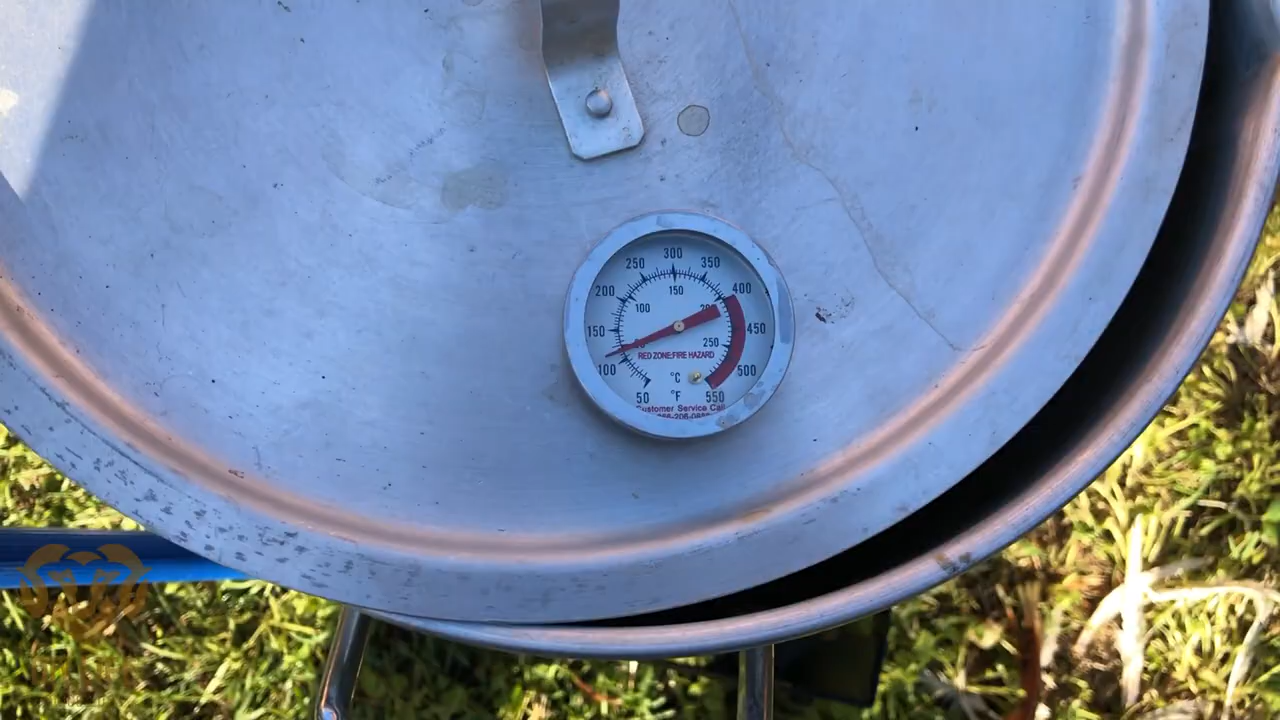 300
250 350
200 400
150
100
150 450
250
RED ZONE:FIRE HAZARD
100 500
°C
50 °F 550
Customer Service Call